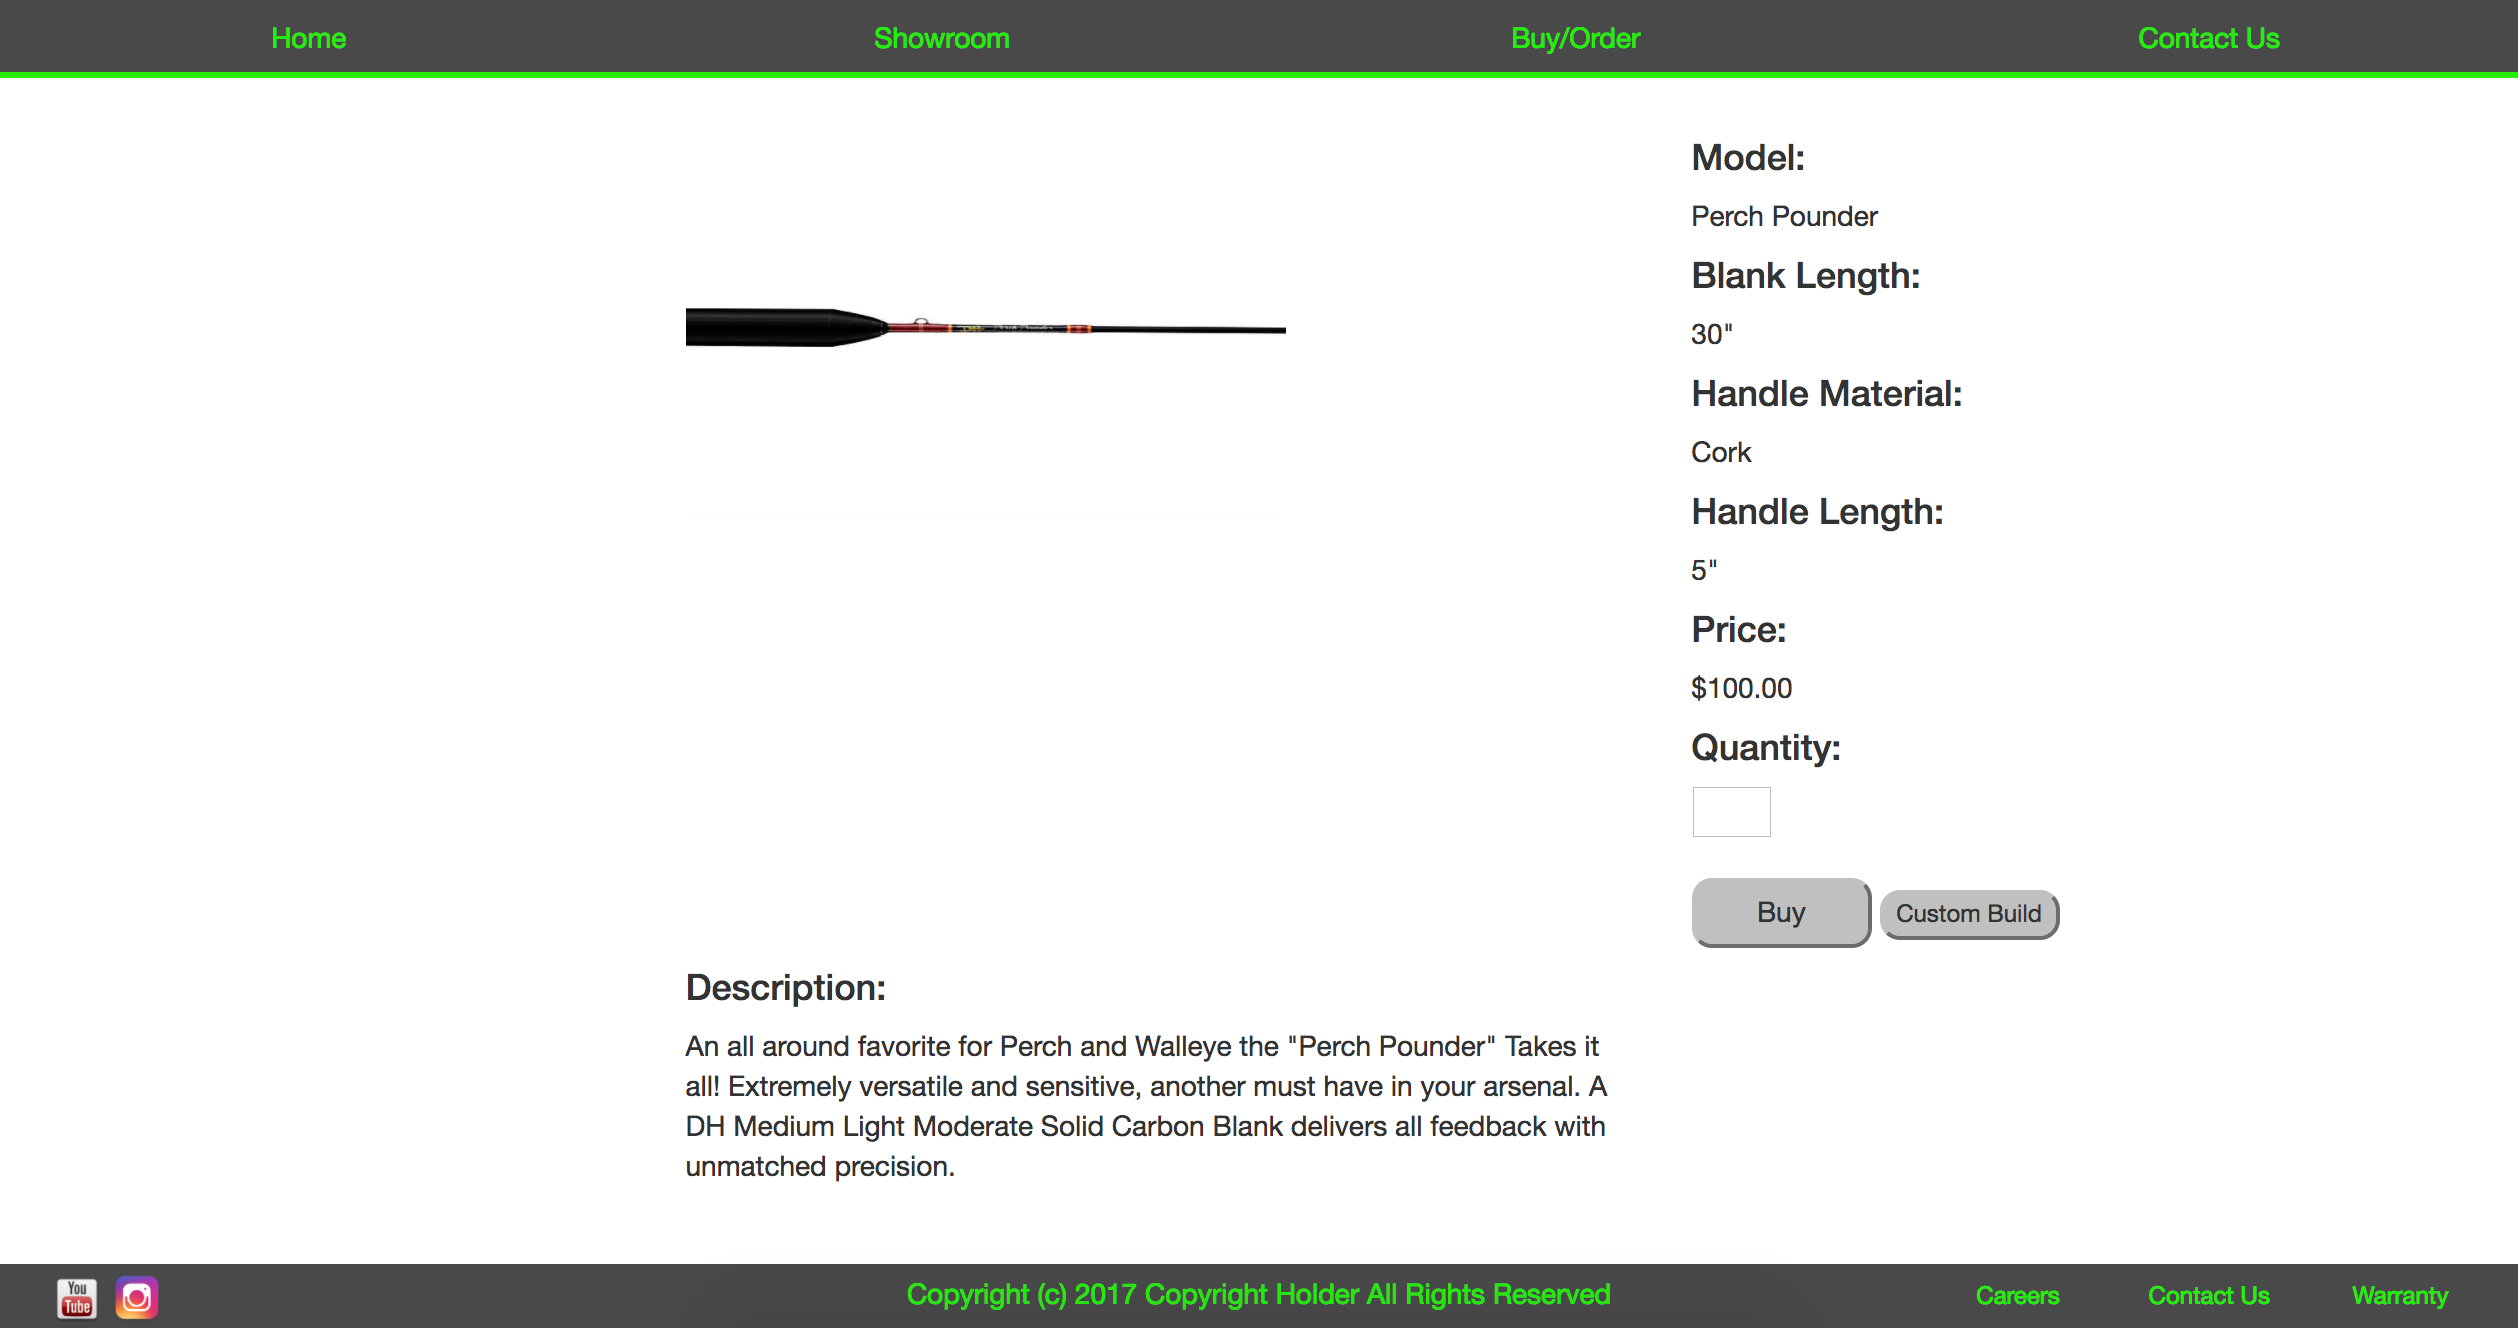 Home
Showroom
Buy/Order
Contact Us
Model:
Perch Pounder
Blank Length:
30"
Handle Material:
Cork
Handle Length:
5"
Price:
$100.00
Quantity:
Buy
Custom Build
Perch Pounder
Description:
An all around favorite for Perch and Walleye the "Perch Pounder" Takes it
all! Extremely versatile and sensitive, another must have in your arsenal. A
DH Medium Light Moderate Solid Carbon Blank delivers all feedback with
unmatched precision.
You
Tube
Copyright (c) 2017 Copyright Holder All Rights Reserved
Careers
Contact Us
Warranty